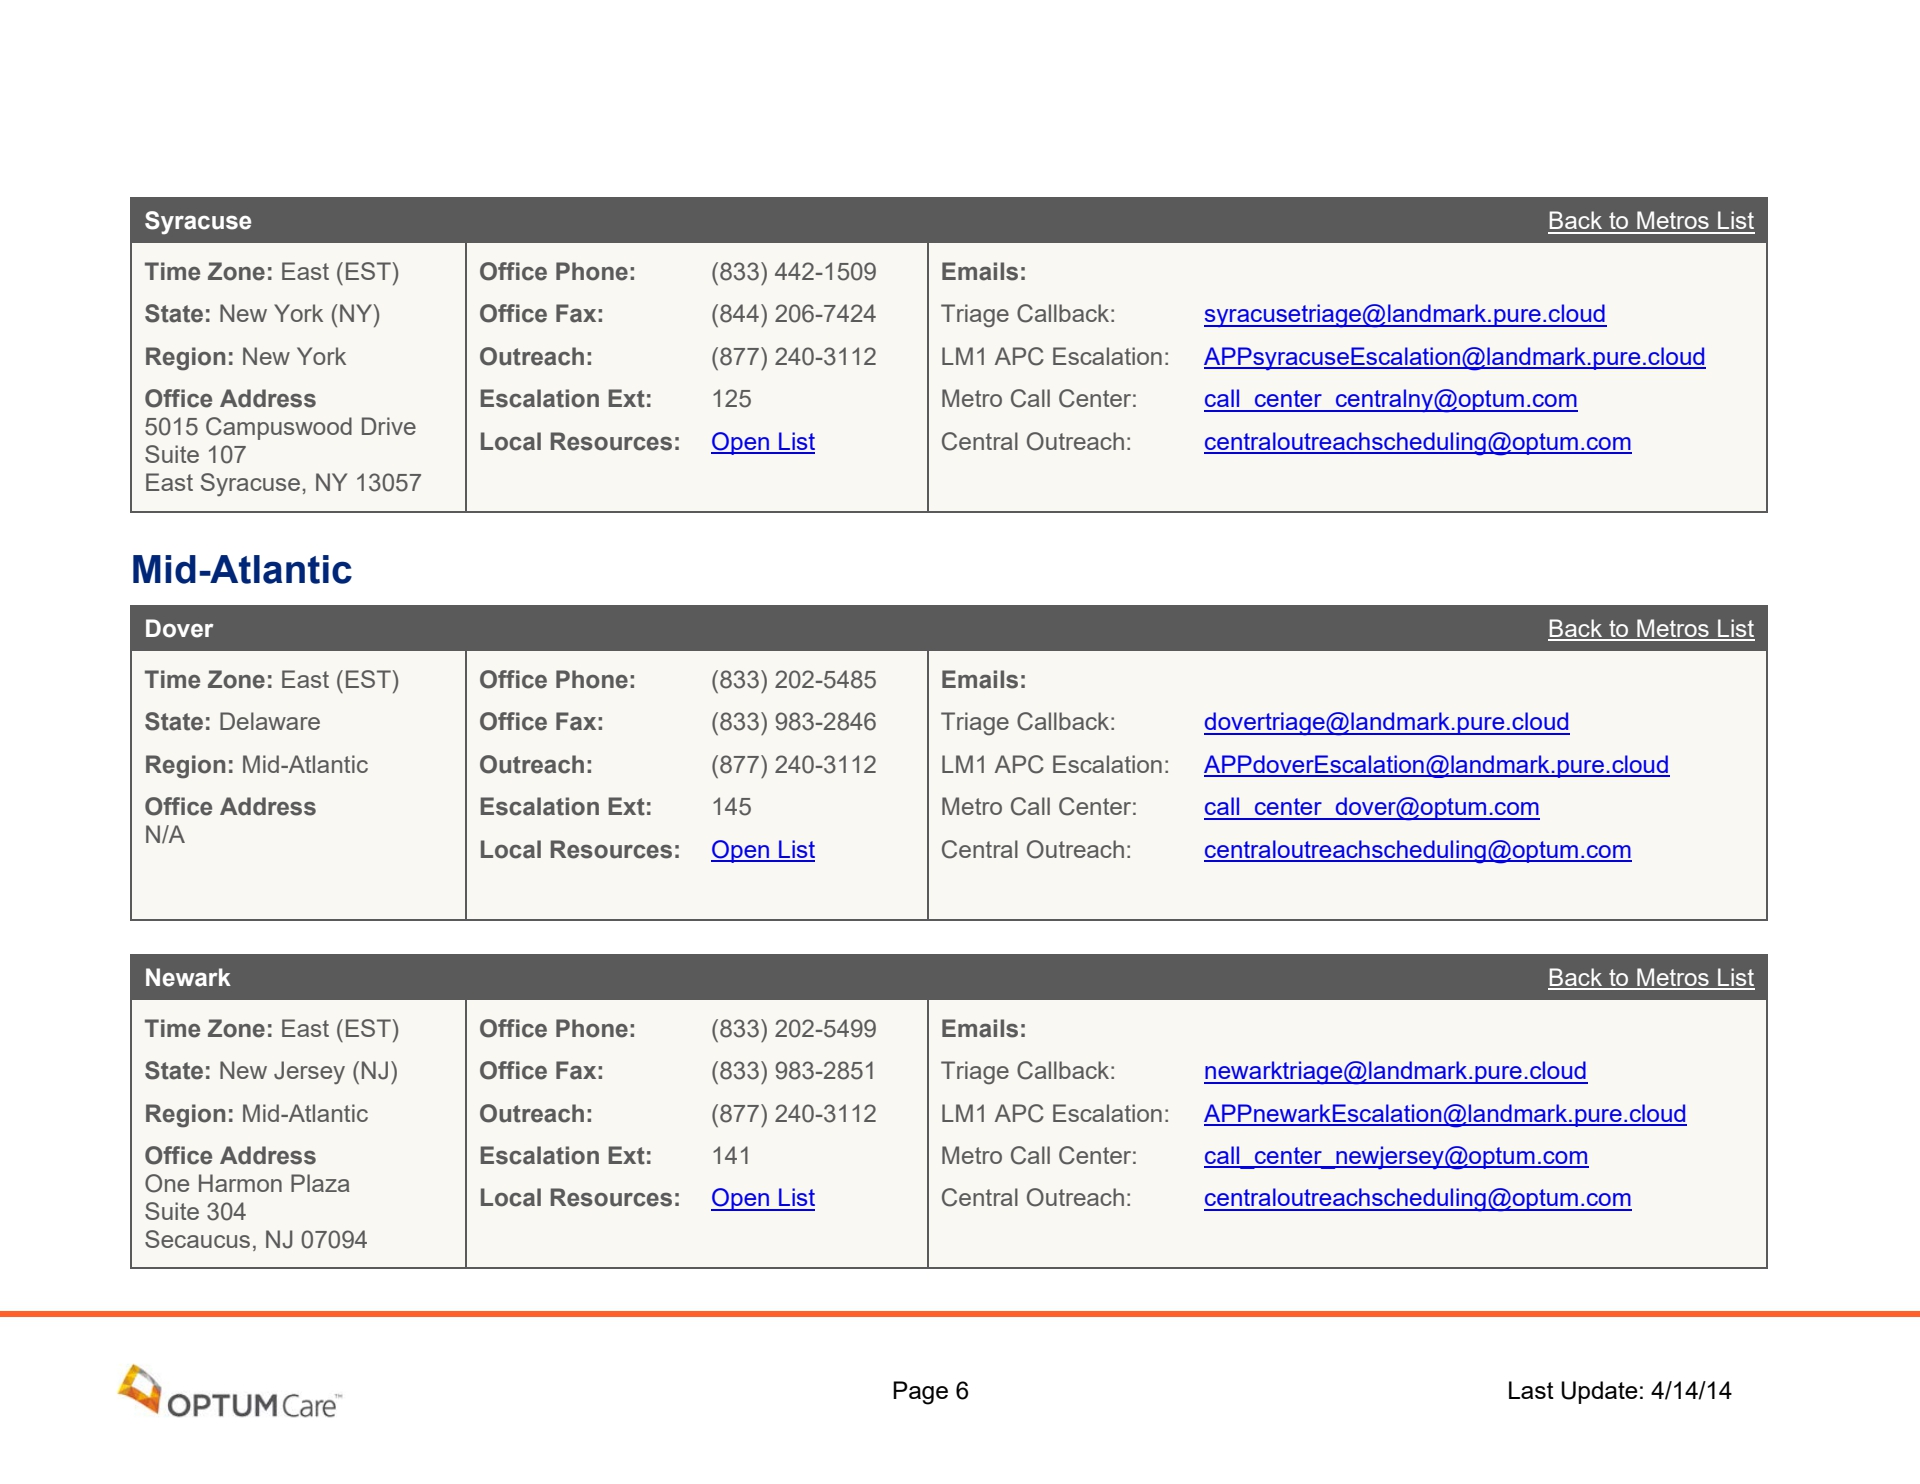 Syracuse Back to Metros List
Time Zone: East (EST)
State: New York (NY)
Region: New York
Office Address
5015 Campuswood Drive
Suite 107
East Syracuse, NY 13057
Office Phone: (833) 442-1509
Office Fax: (844) 206-7424
Outreach: (877) 240-3112
Escalation Ext: 125
Local Resources: Open List
Emails:
Triage Callback: syracusetriage@landmark.pure.cloud
LM1 APC Escalation: APPsyracuseEscalation@landmark.pure.cloud
Metro Call Center: call_center_centralny@optum.com
Central Outreach: centraloutreachscheduling@optum.com
Mid-Atlantic
Dover Back to Metros List
Time Zone: East (EST)
State: Delaware
Region: Mid-Atlantic
Office Address
N/A
Office Phone: (833) 202-5485
Office Fax: (833) 983-2846
Outreach: (877) 240-3112
Escalation Ext: 145
Local Resources: Open List
Emails:
Triage Callback: dovertriage@landmark.pure.cloud
LM1 APC Escalation: APPdoverEscalation@landmark.pure.cloud
Metro Call Center: call_center_dover@optum.com
Central Outreach: centraloutreachscheduling@optum.com
Newark Back to Metros List
Time Zone: East (EST)
State: New Jersey (NJ)
Region: Mid-Atlantic
Office Address
One Harmon Plaza
Suite 304
Secaucus, NJ 07094
Office Phone: (833) 202-5499
Office Fax: (833) 983-2851
Outreach: (877) 240-3112
Escalation Ext: 141
Local Resources: Open List
Emails:
Triage Callback: newarktriage@landmark.pure.cloud
LM1 APC Escalation: APPnewarkEscalation@landmark.pure.cloud
Metro Call Center: call_center_newjersey@optum.com
Central Outreach: centraloutreachscheduling@optum.com
OPTUM Care™
Page 6
Last Update: 4/14/14